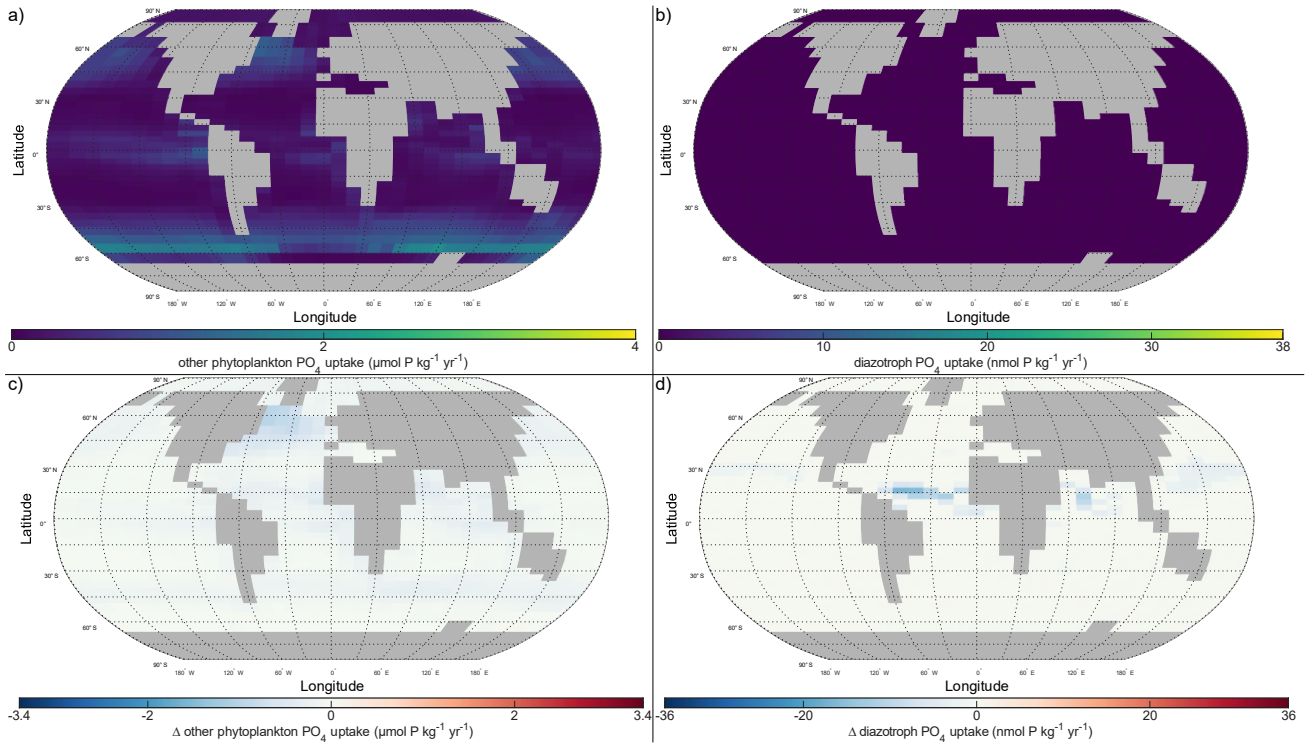 a)
90° N
60° N
30° N
0°
30° S
60° S
90° S
Latitude
180° W
120° W
60° W
0°
60° E
120° E
180° E
Longitude
0
2
4
other phytoplankton PO4 uptake (μmol P kg-1 yr-1)
b)
90° N
60° N
30° N
0°
30° S
60° S
90° S
Latitude
180° W
120° W
60° W
0°
60° E
120° E
180° E
Longitude
0
10
20
30
38
diazotroph PO4 uptake (nmol P kg-1 yr-1)
c)
90° N
60° N
30° N
0°
30° S
60° S
90° S
Latitude
180° W
120° W
60° W
0°
60° E
120° E
180° E
Longitude
-3.4
-2
0
2
3.4
Δ other phytoplankton PO4 uptake (μmol P kg-1 yr-1)
d)
90° N
60° N
30° N
0°
30° S
60° S
90° S
Latitude
180° W
120° W
60° W
0°
60° E
120° E
180° E
Longitude
-36
-20
0
20
36
Δ diazotroph PO4 uptake (nmol P kg-1 yr-1)